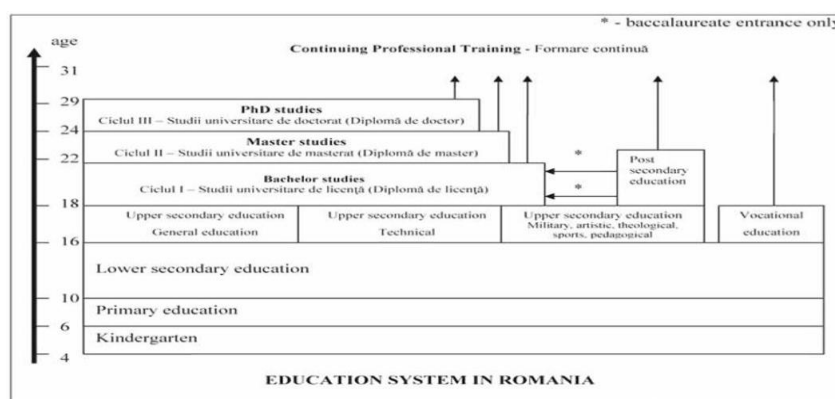 * - baccalaureate entrance only
age
Continuing Professional Training - Formare continuă
31
29
PhD studies
Ciclul III – Studii universitare de doctorat (Diplomă de doctor)
24
Master studies
Ciclul II – Studii universitare de masterat (Diplomă de master)
22
*
Post
secondary
education
Bachelor studies
Ciclul I – Studii universitare de licenţă (Diplomă de licenţă)
*
18
Upper secondary education
General education
Upper secondary education
Technical
Upper secondary education
Military, artistic, theological,
sports, pedagogical
Vocational
education
16
Lower secondary education
10
Primary education
6
Kindergarten
4
EDUCATION SYSTEM IN ROMANIA